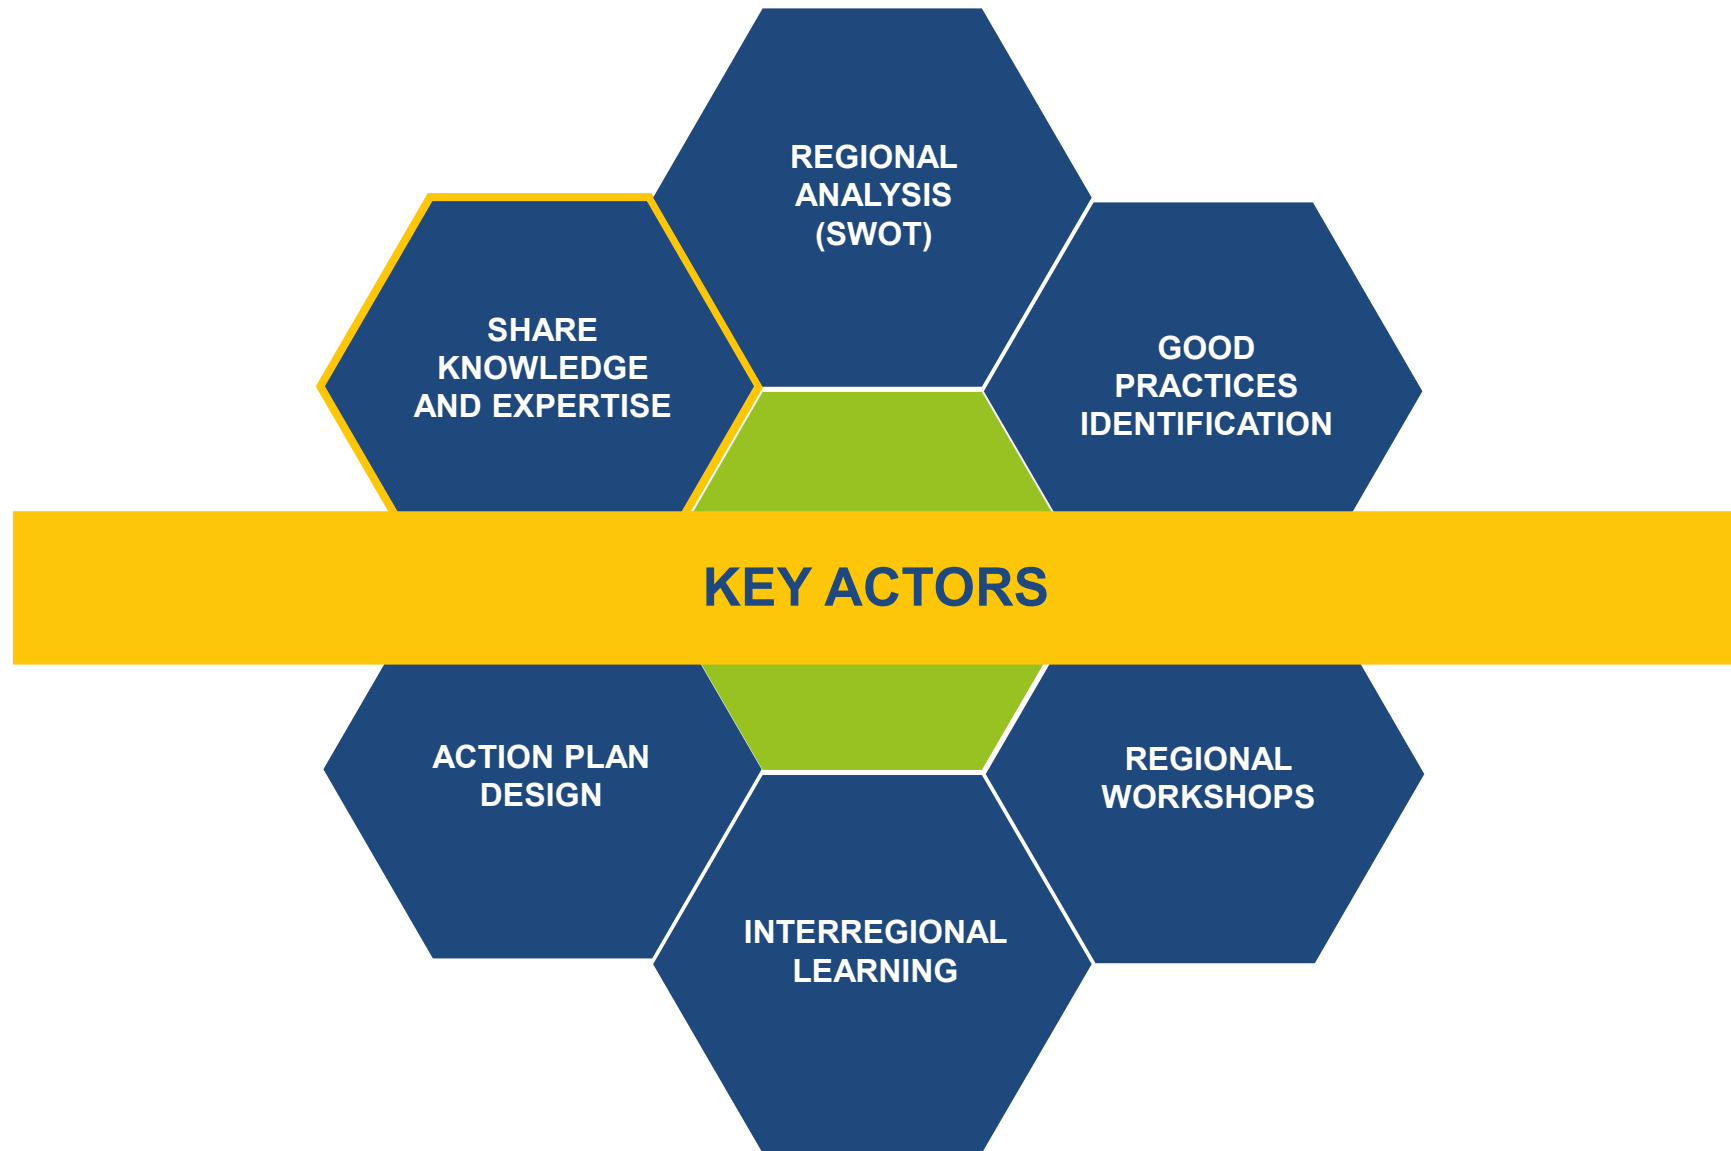 REGIONAL
ANALYSIS
(SWOT)
SHARE
KNOWLEDGE
AND EXPERTISE
GOOD
PRACTICES
IDENTIFICATION
KEY ACTORS
ACTION PLAN
DESIGN
REGIONAL
WORKSHOPS
INTERREGIONAL
LEARNING